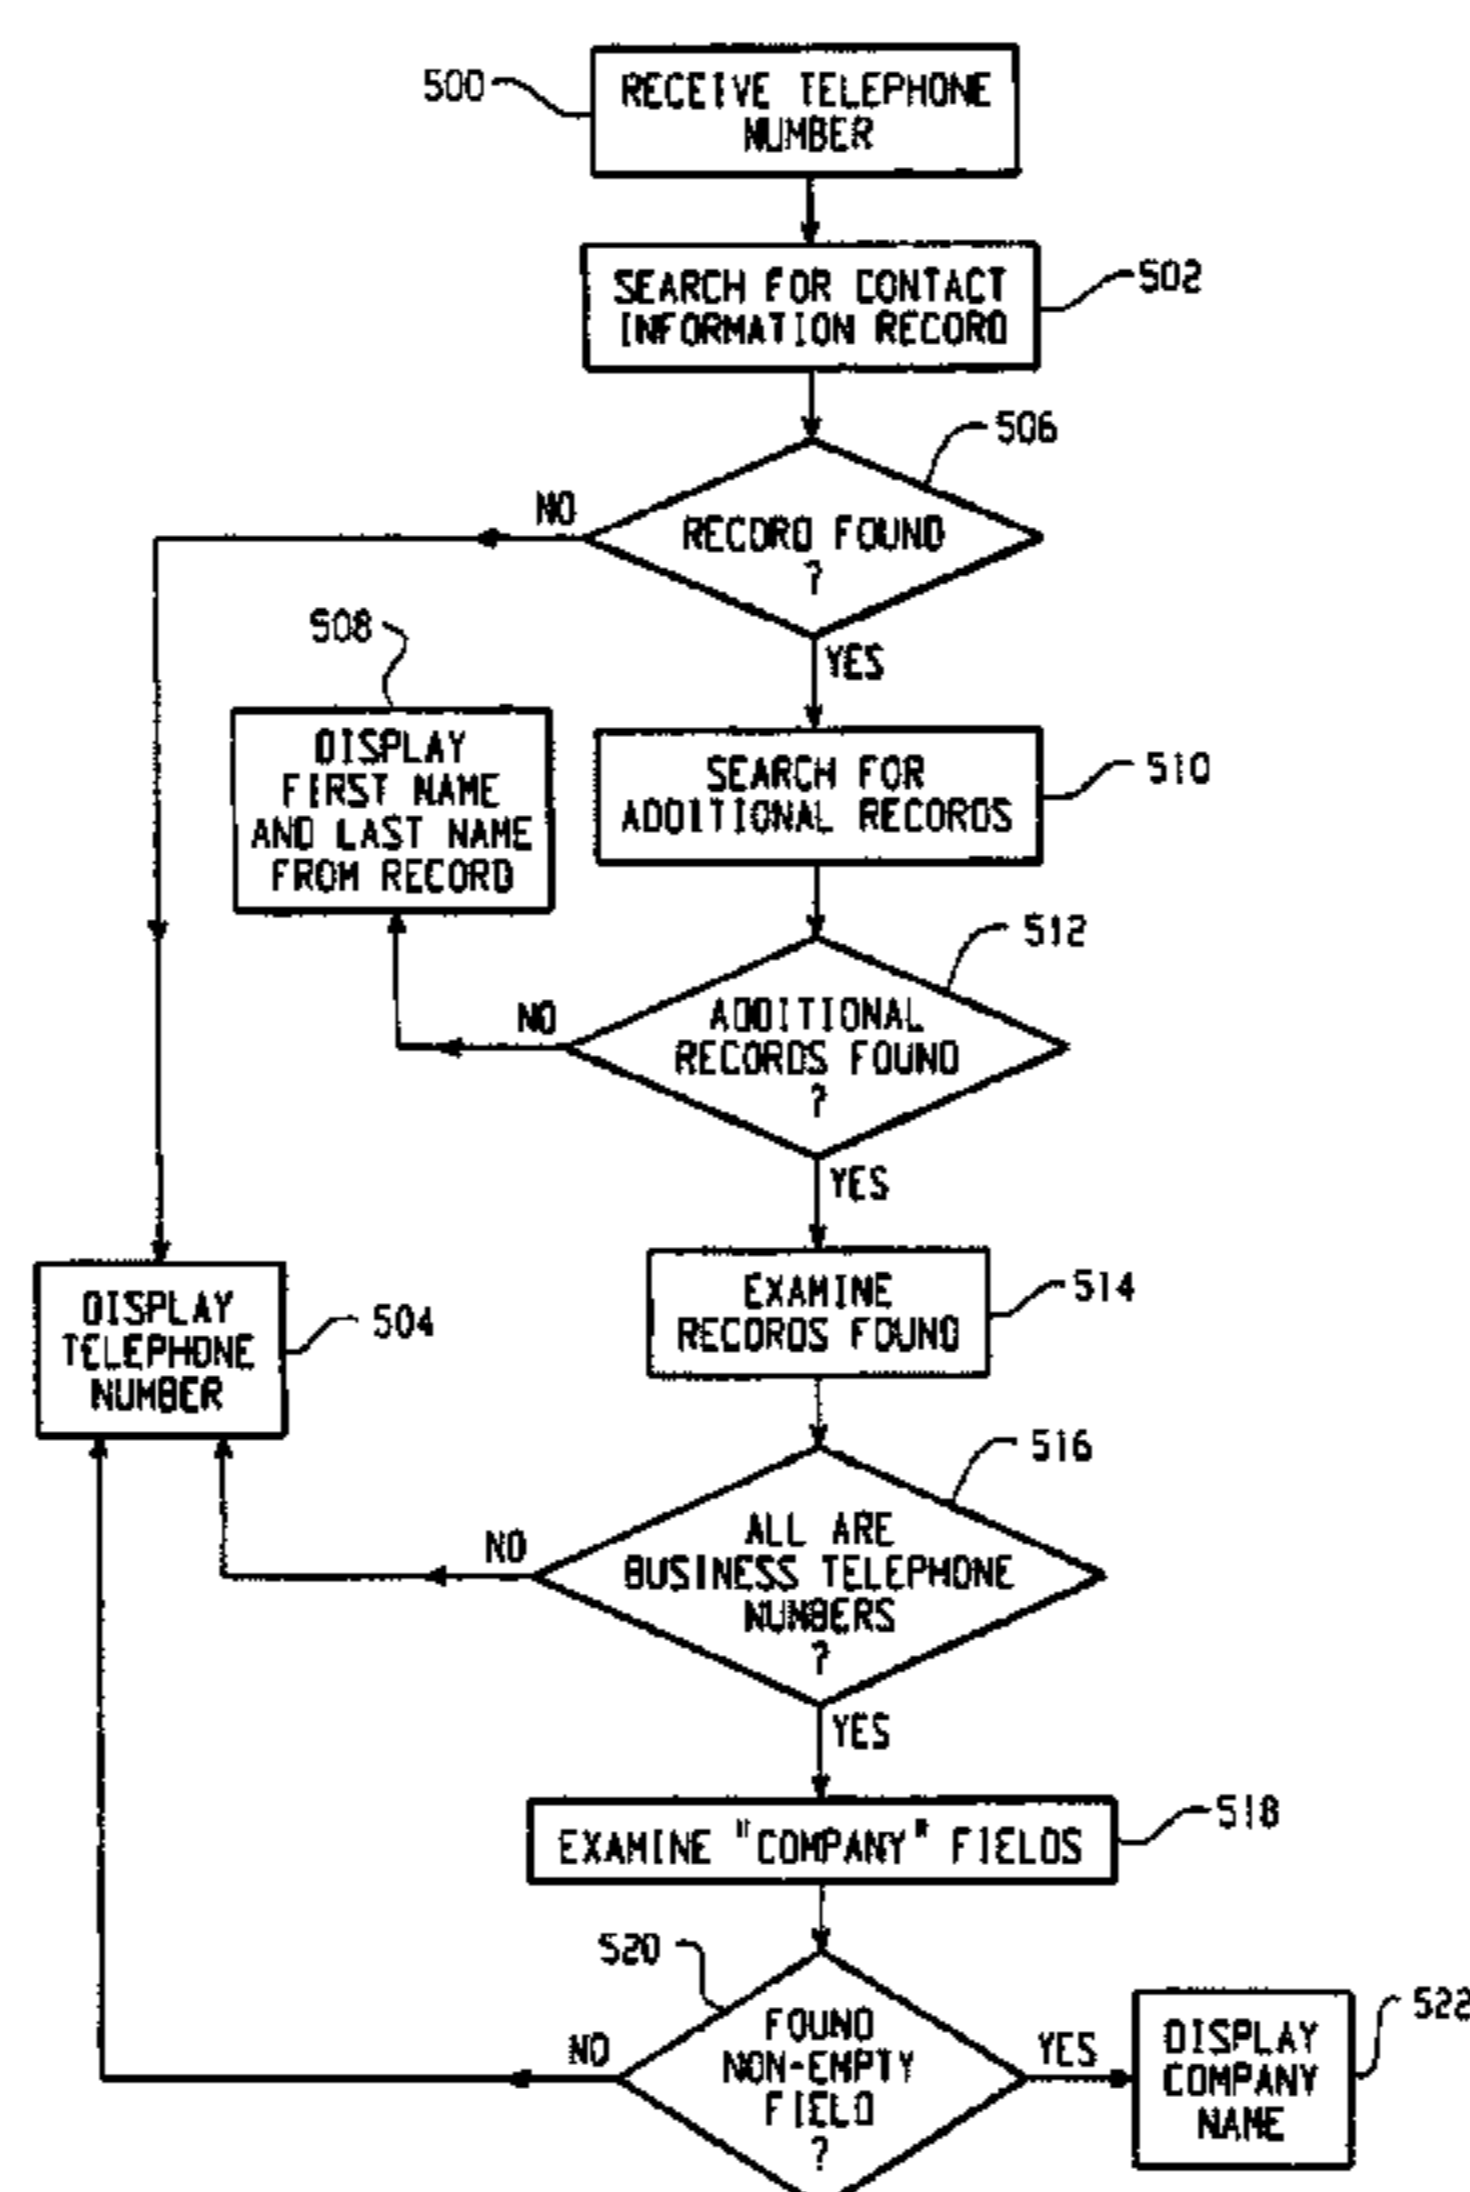 500
RECEIVE TELEPHONE
NUMBER
SEARCH FOR CONTACT
INFORMATION RECORD
502
506
NO
RECORD FOUND
?
YES
508
DISPLAY
FIRST NAME
AND LAST NAME
FROM RECORD
SEARCH FOR
ADDITIONAL RECORDS
510
512
NO
ADDITIONAL
RECORDS FOUND
?
YES
DISPLAY
TELEPHONE
NUMBER
504
EXAMINE
RECORDS FOUND
514
516
NO
ALL ARE
BUSINESS TELEPHONE
NUMBERS
?
YES
EXAMINE "COMPANY" FIELDS
518
520
NO
FOUND
NON-EMPTY
FIELD
?
YES
DISPLAY
COMPANY
NAME
522